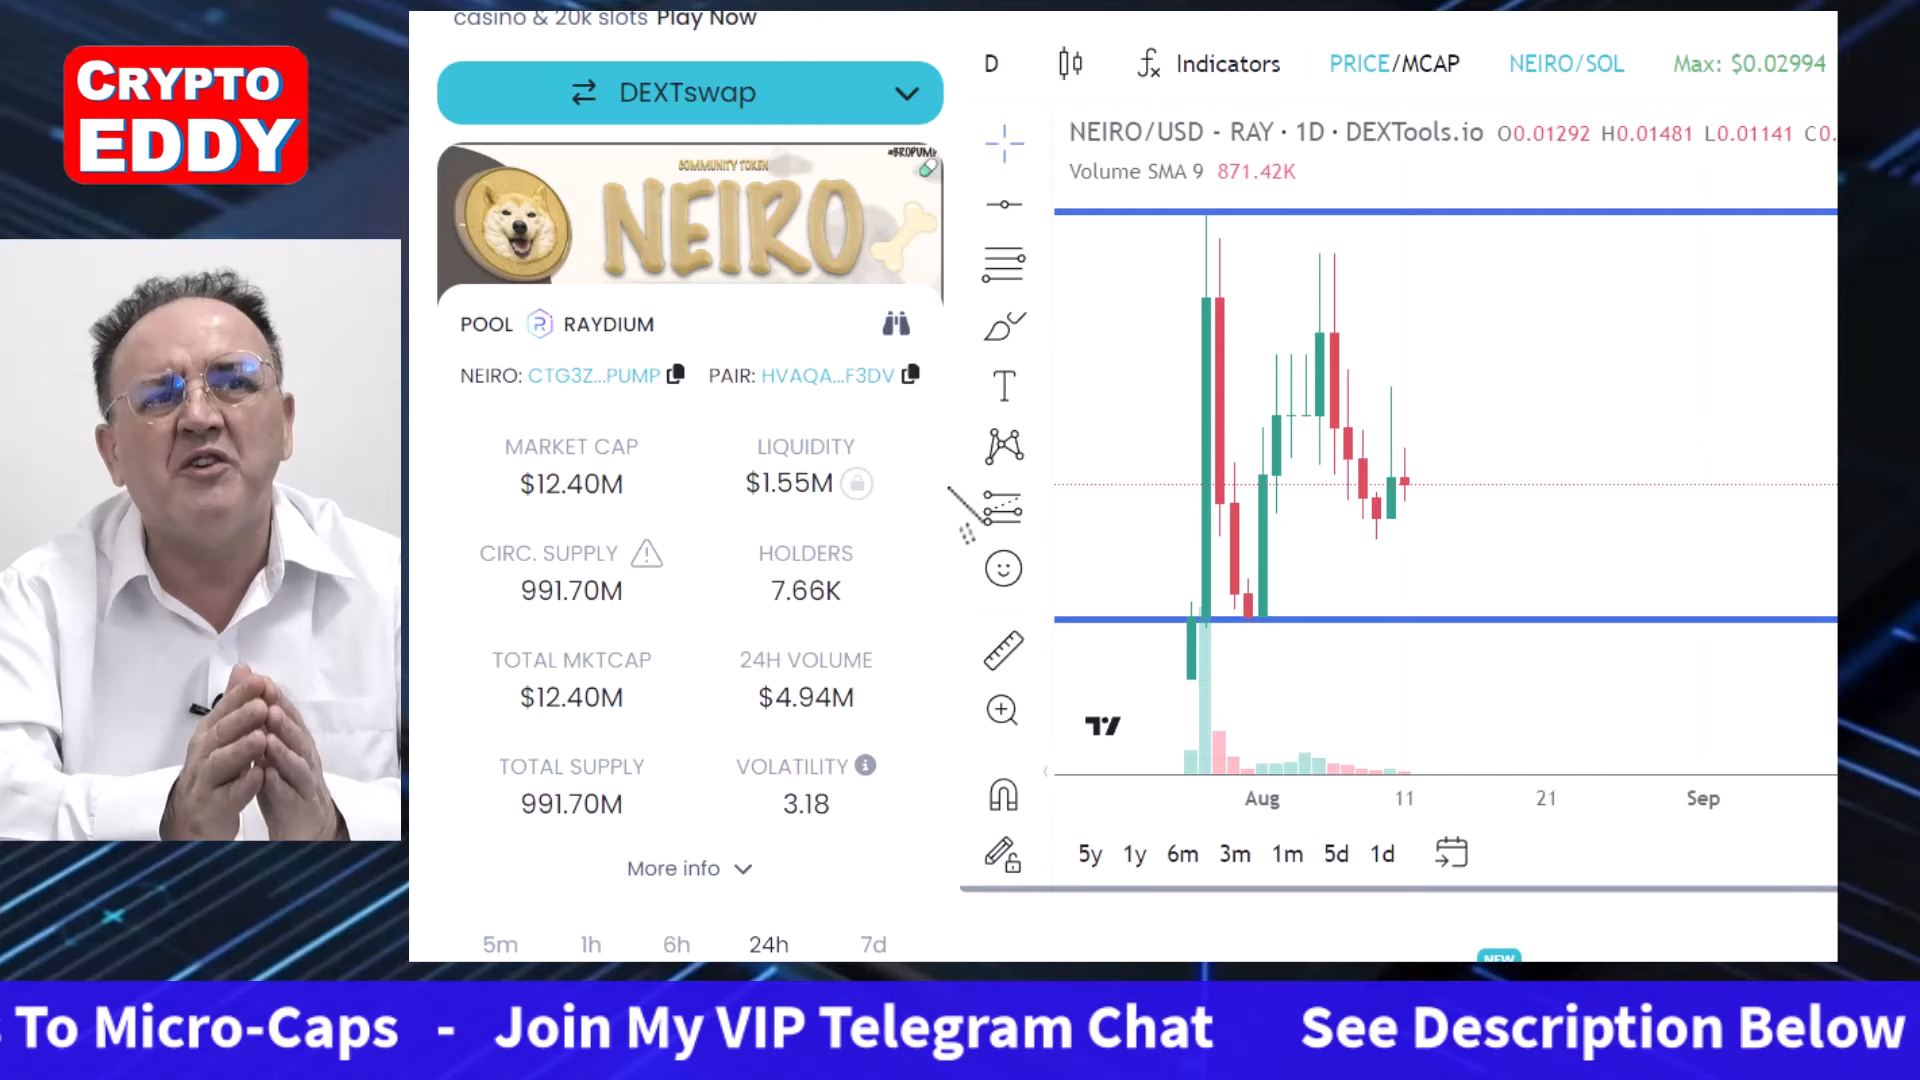 CRYPTO
EDDY
casino & 20k slots Play Now
DEXTswap
#BROPUMP
COMMUNITY TOKEN
NEIRO
POOL RAYDIUM
NEIRO: CTG3Z...PUMP PAIR: HVAQA...F3DV
MARKET CAP LIQUIDITY
$12.40M $1.55M
CIRC. SUPPLY HOLDERS
991.70M 7.66K
TOTAL MKTCAP 24H VOLUME
$12.40M $4.94M
TOTAL SUPPLY VOLATILITY
991.70M 3.18
More info
5m 1h 6h 24h 7d
D Indicators PRICE/MCAP NEIRO/SOL Max: $0.02994
NEIRO/USD - RAY · 1D · DEXTools.io O0.01292 H0.01481 L0.01141 C0.
Volume SMA 9 871.42K
Aug 11 21 Sep
5y 1y 6m 3m 1m 5d 1d
NEW
s To Micro-Caps - Join My VIP Telegram Chat See Description Below